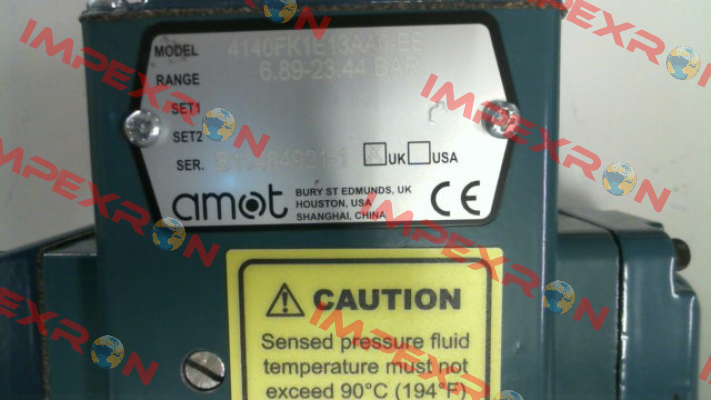 MODEL 4140FK1E13AA0-EE
RANGE 6.89-23.44 BAR
SET1
SET2
SER. UK USA
amot BURY ST EDMUNDS, UK
HOUSTON, USA
SHANGHAI, CHINA
CE
CAUTION
Sensed pressure fluid
temperature must not
exceed 90°C (194°F)
IMPEXRON
IMPEXRON
IMPEXRON
IMPEXRON